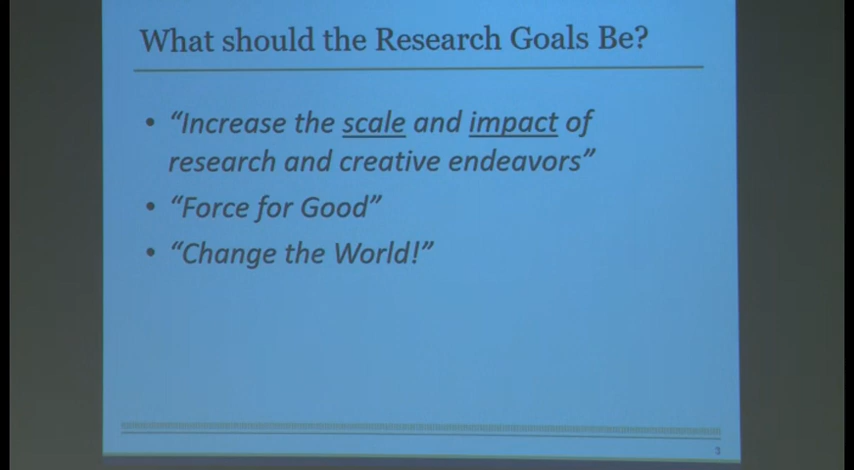 What should the Research Goals Be?
• “Increase the scale and impact of
research and creative endeavors”
• “Force for Good”
• “Change the World!”
3